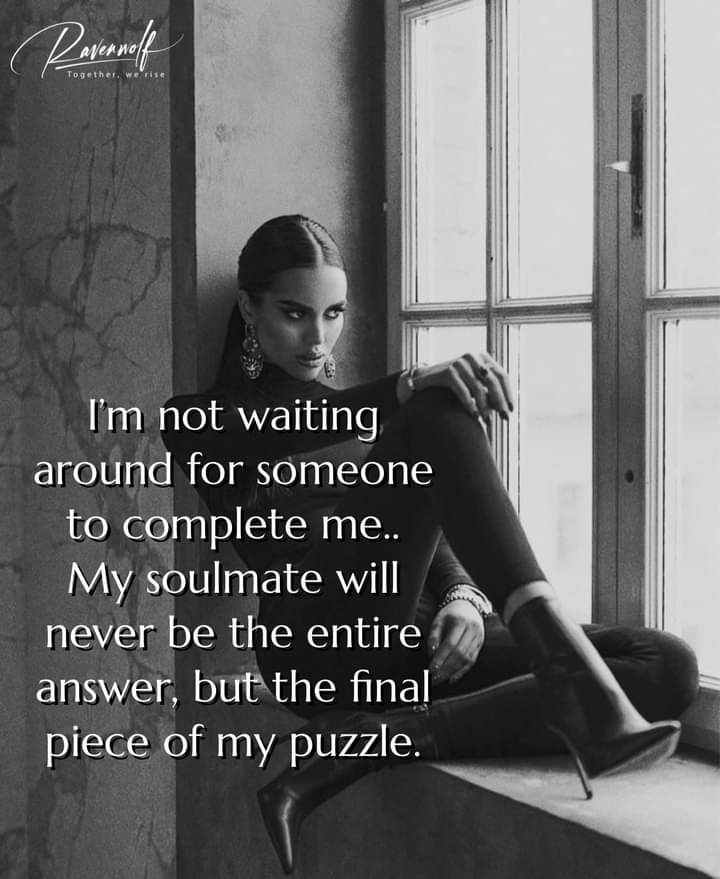 Ravenwolf
Together, we rise
I'm not waiting
around for someone
to complete me..
My soulmate will
never be the entire
answer, but the final
piece of my puzzle.